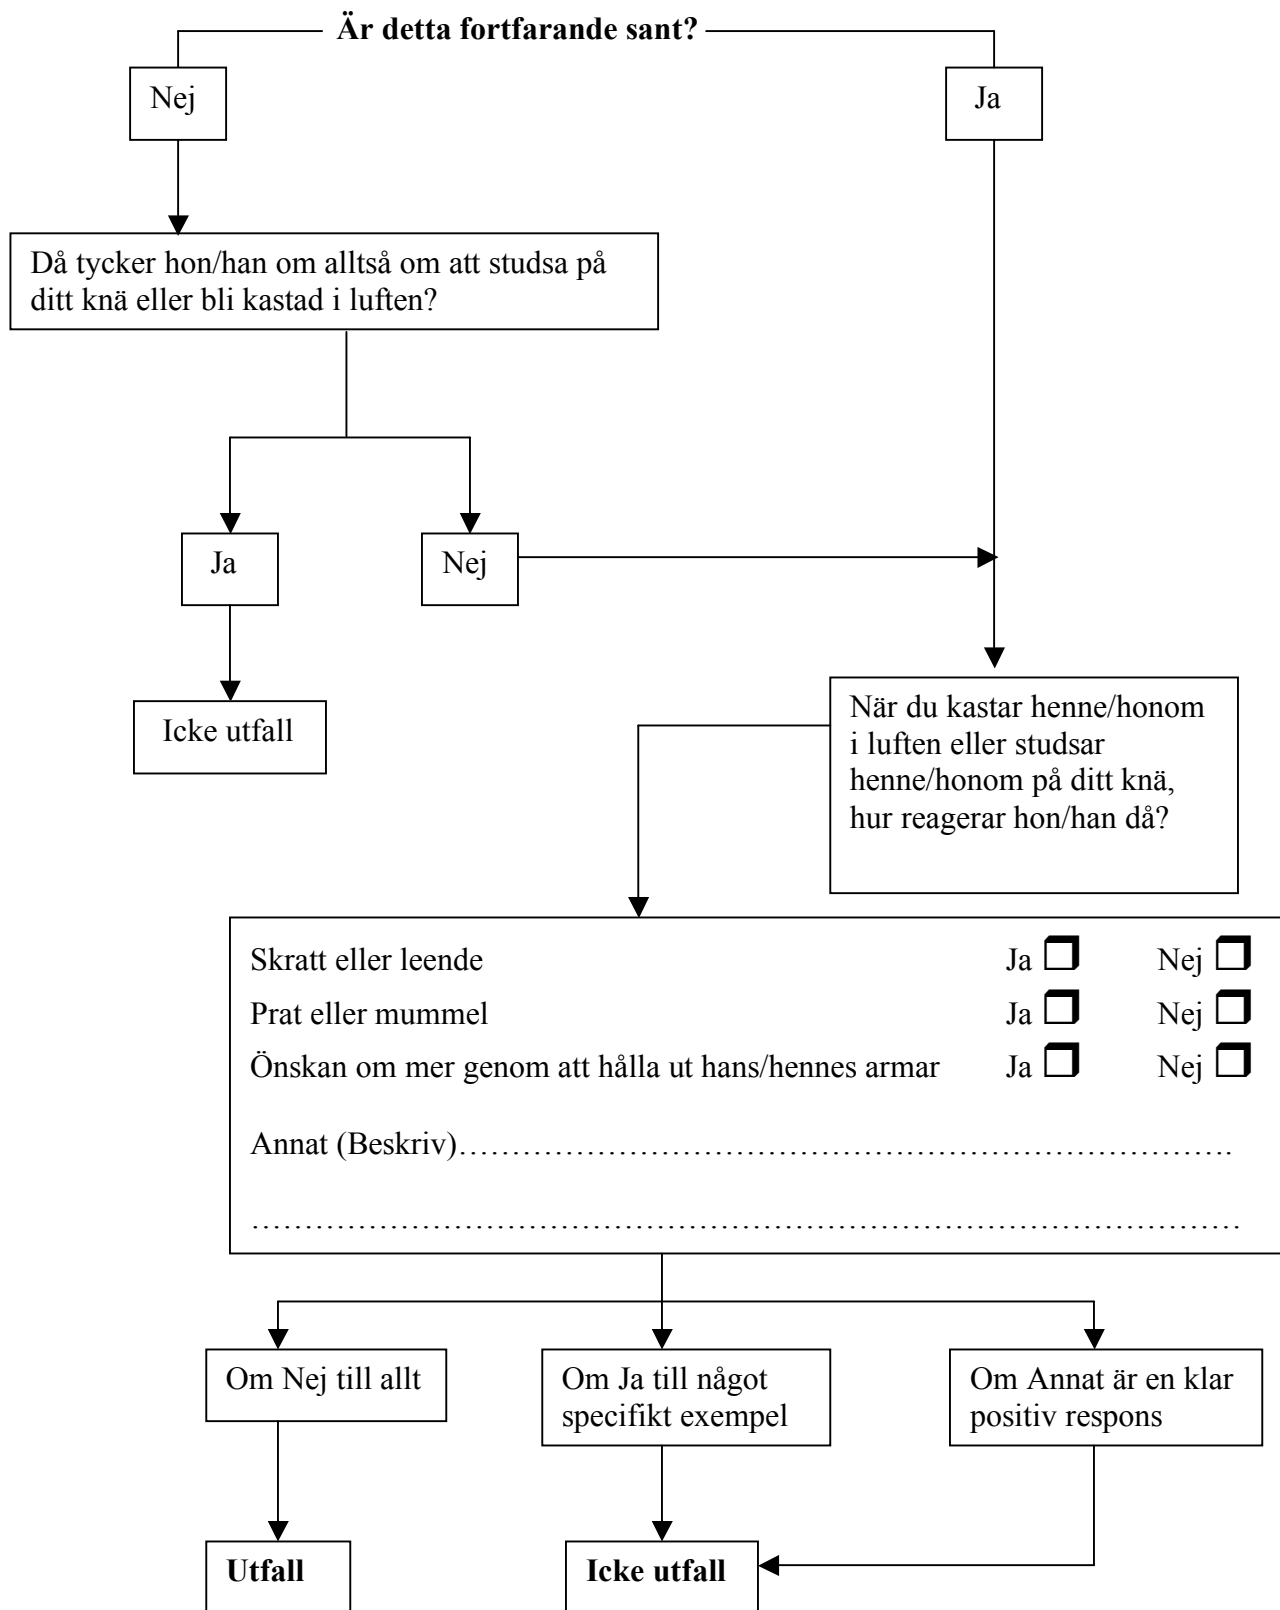 Är detta fortfarande sant?
Nej
Ja
Då tycker hon/han om alltså om att studsa på
ditt knä eller bli kastad i luften?
Ja
Nej
Icke utfall
När du kastar henne/honom
i luften eller studsar
henne/honom på ditt knä,
hur reagerar hon/han då?
Skratt eller leende Ja Nej
Prat eller mummel Ja Nej
Önskan om mer genom att hålla ut hans/hennes armar Ja Nej
Annat (Beskriv)……………………………………………………………….
…………………………………………………………………………………
Om Nej till allt
Om Ja till något
specifikt exempel
Om Annat är en klar
positiv respons
Utfall
Icke utfall